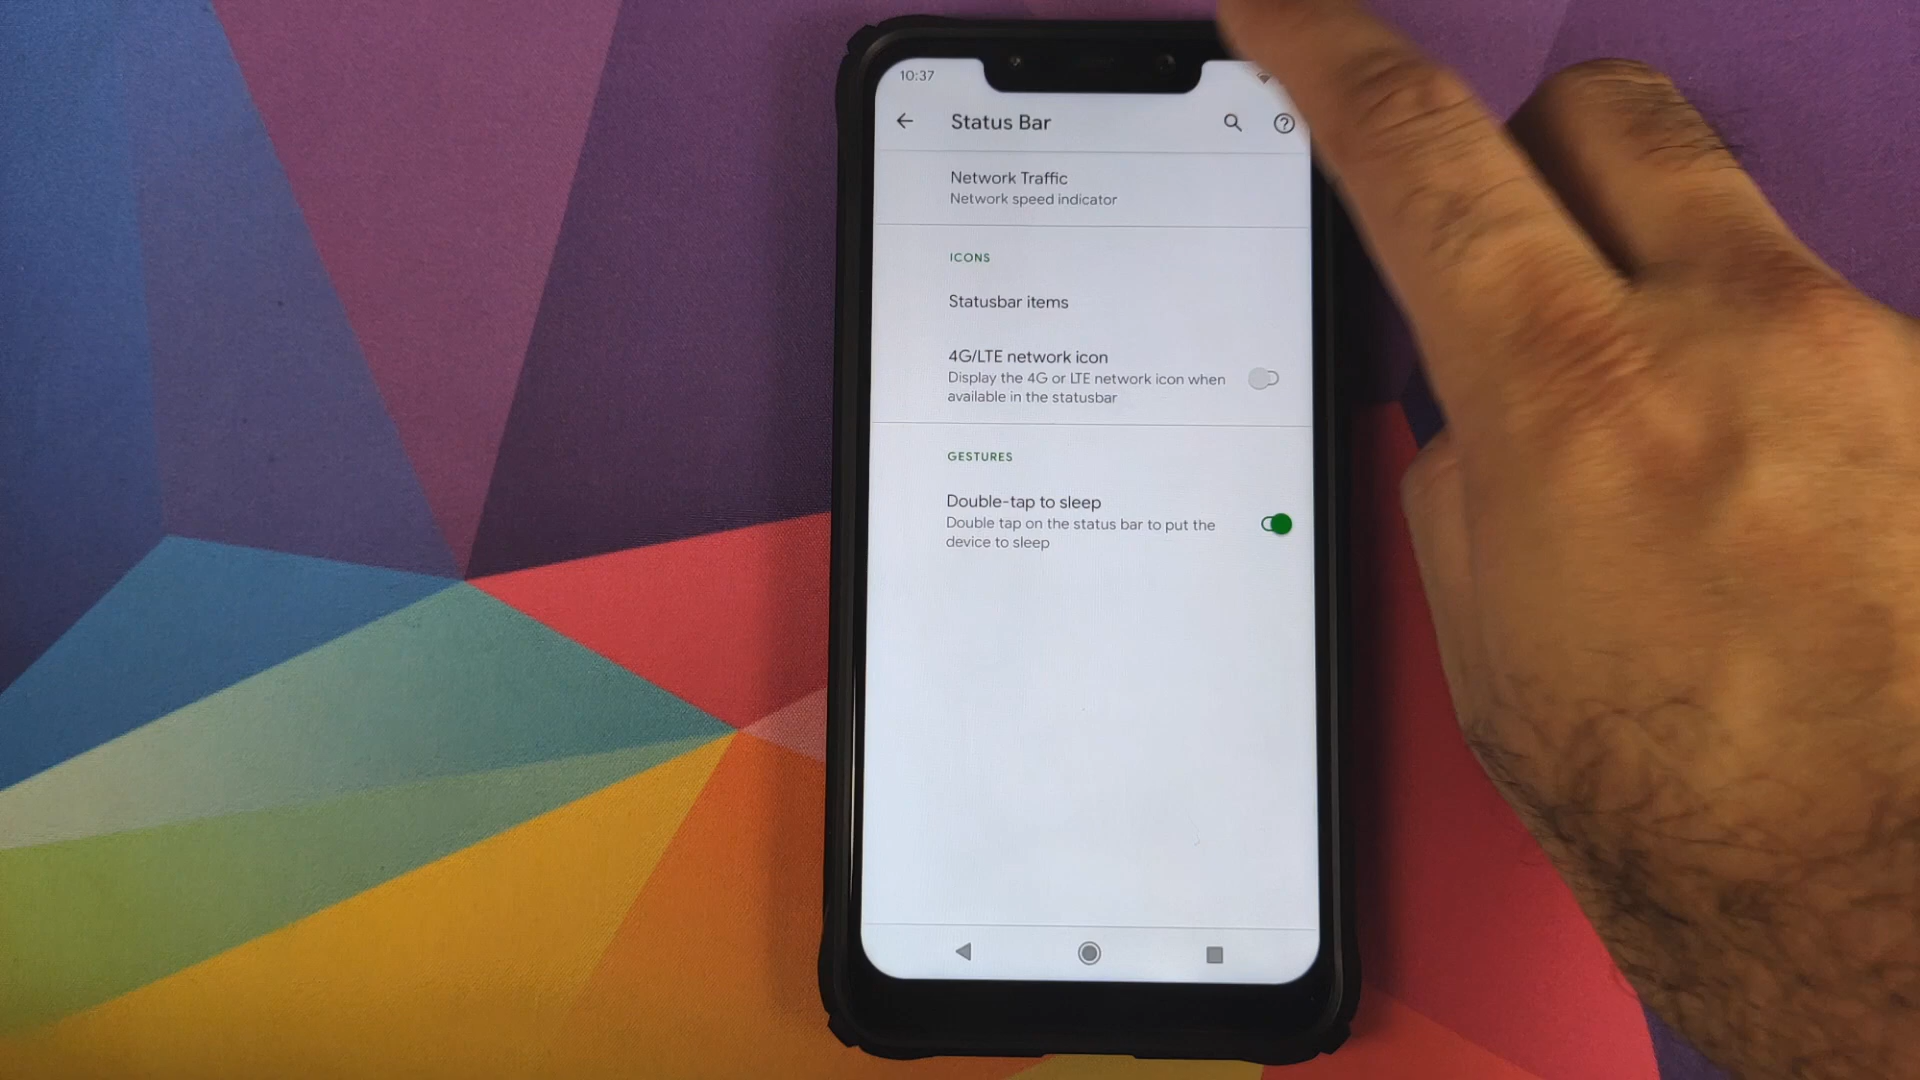 10:37
Status Bar
Network Traffic
Network speed indicator
ICONS
Statusbar items
4G/LTE network icon
Display the 4G or LTE network icon when
available in the statusbar
GESTURES
Double-tap to sleep
Double tap on the status bar to put the
device to sleep